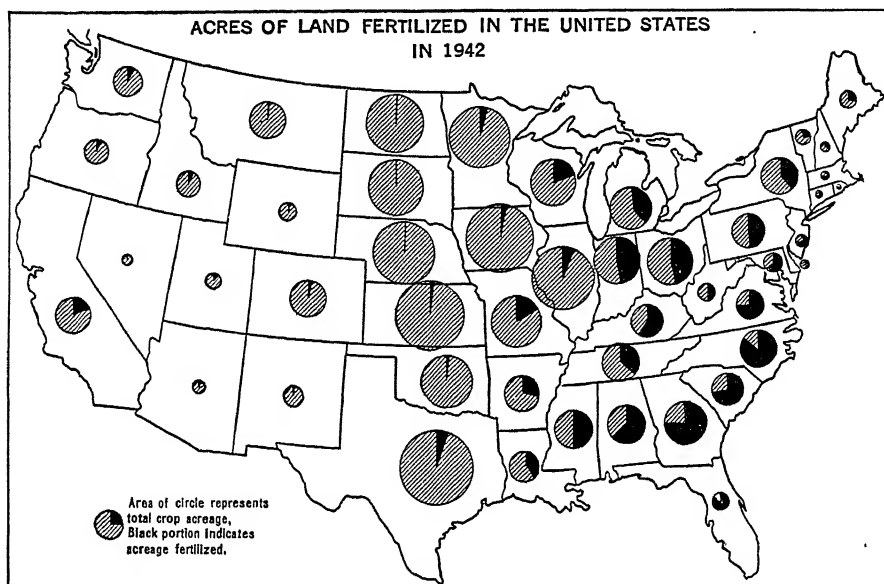 ACRES OF LAND FERTILIZED IN THE UNITED STATES
IN 1942
Area of circle represents
total crop acreage,
Black portion indicates
acreage fertilized.